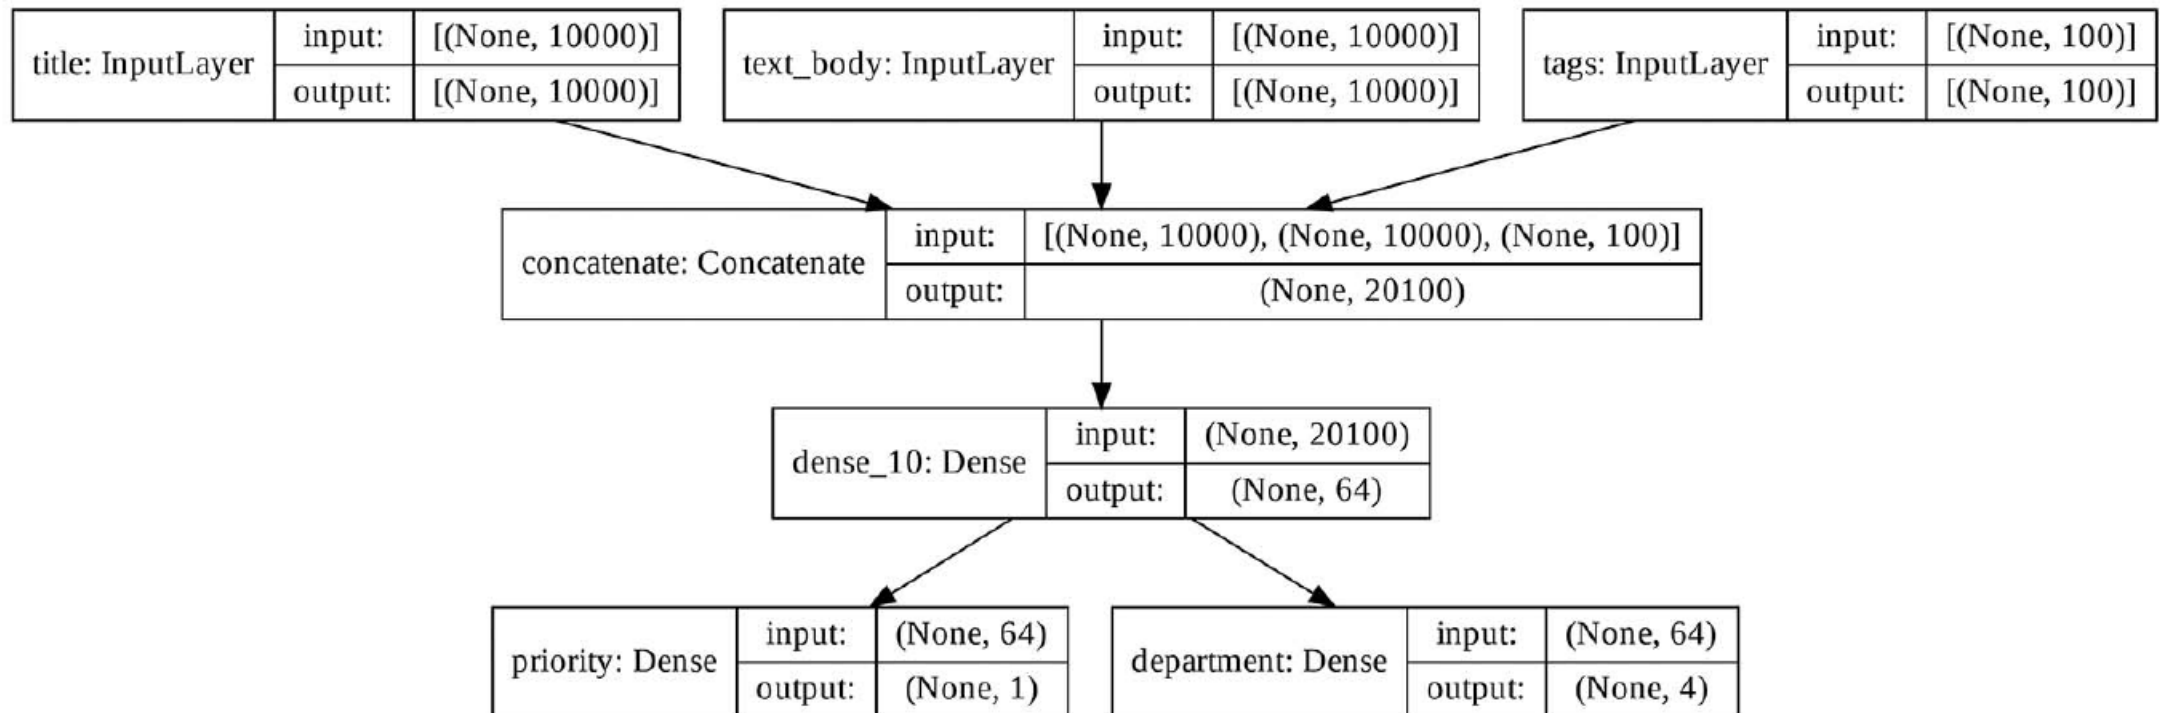 title: InputLayer
input:
[(None, 10000)]
output:
[(None, 10000)]
text_body: InputLayer
input:
[(None, 10000)]
output:
[(None, 10000)]
tags: InputLayer
input:
[(None, 100)]
output:
[(None, 100)]
concatenate: Concatenate
input:
[(None, 10000), (None, 10000), (None, 100)]
output:
(None, 20100)
dense_10: Dense
input:
(None, 20100)
output:
(None, 64)
priority: Dense
input:
(None, 64)
output:
(None, 1)
department: Dense
input:
(None, 64)
output:
(None, 4)